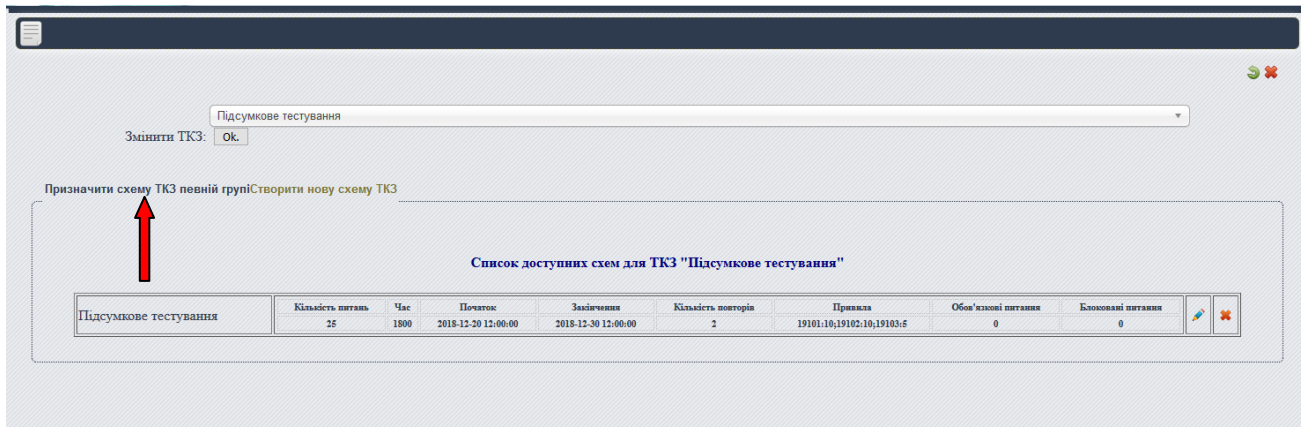 Підсумкове тестування
Змінити ТКЗ: Ok.
Призначити схему ТКЗ певній групіСтворити нову схему ТКЗ
Список доступних схем для ТКЗ "Підсумкове тестування"
Підсумкове тестування
Кількість питань Час Початок Закінчення Кількість повторів Привила Обов'язкові питання Блоковані питання
25 1800 2018-12-20 12:00:00 2018-12-30 12:00:00 2 19101:10;19102:10;19103:5 0 0